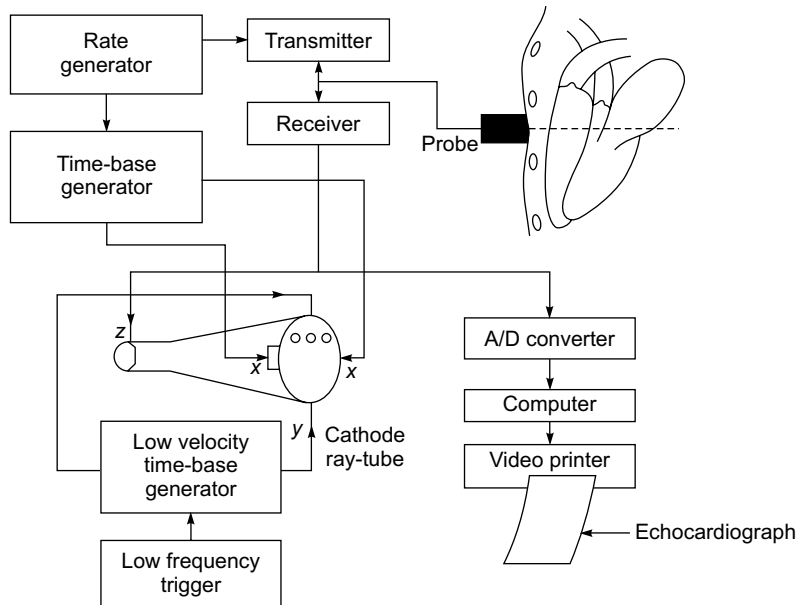 Rate
generator
Transmitter
Receiver
Probe
Time-base
generator
z
x
x
y
Cathode
ray-tube
A/D converter
Computer
Video printer
Echocardiograph
Low velocity
time-base
generator
Low frequency
trigger